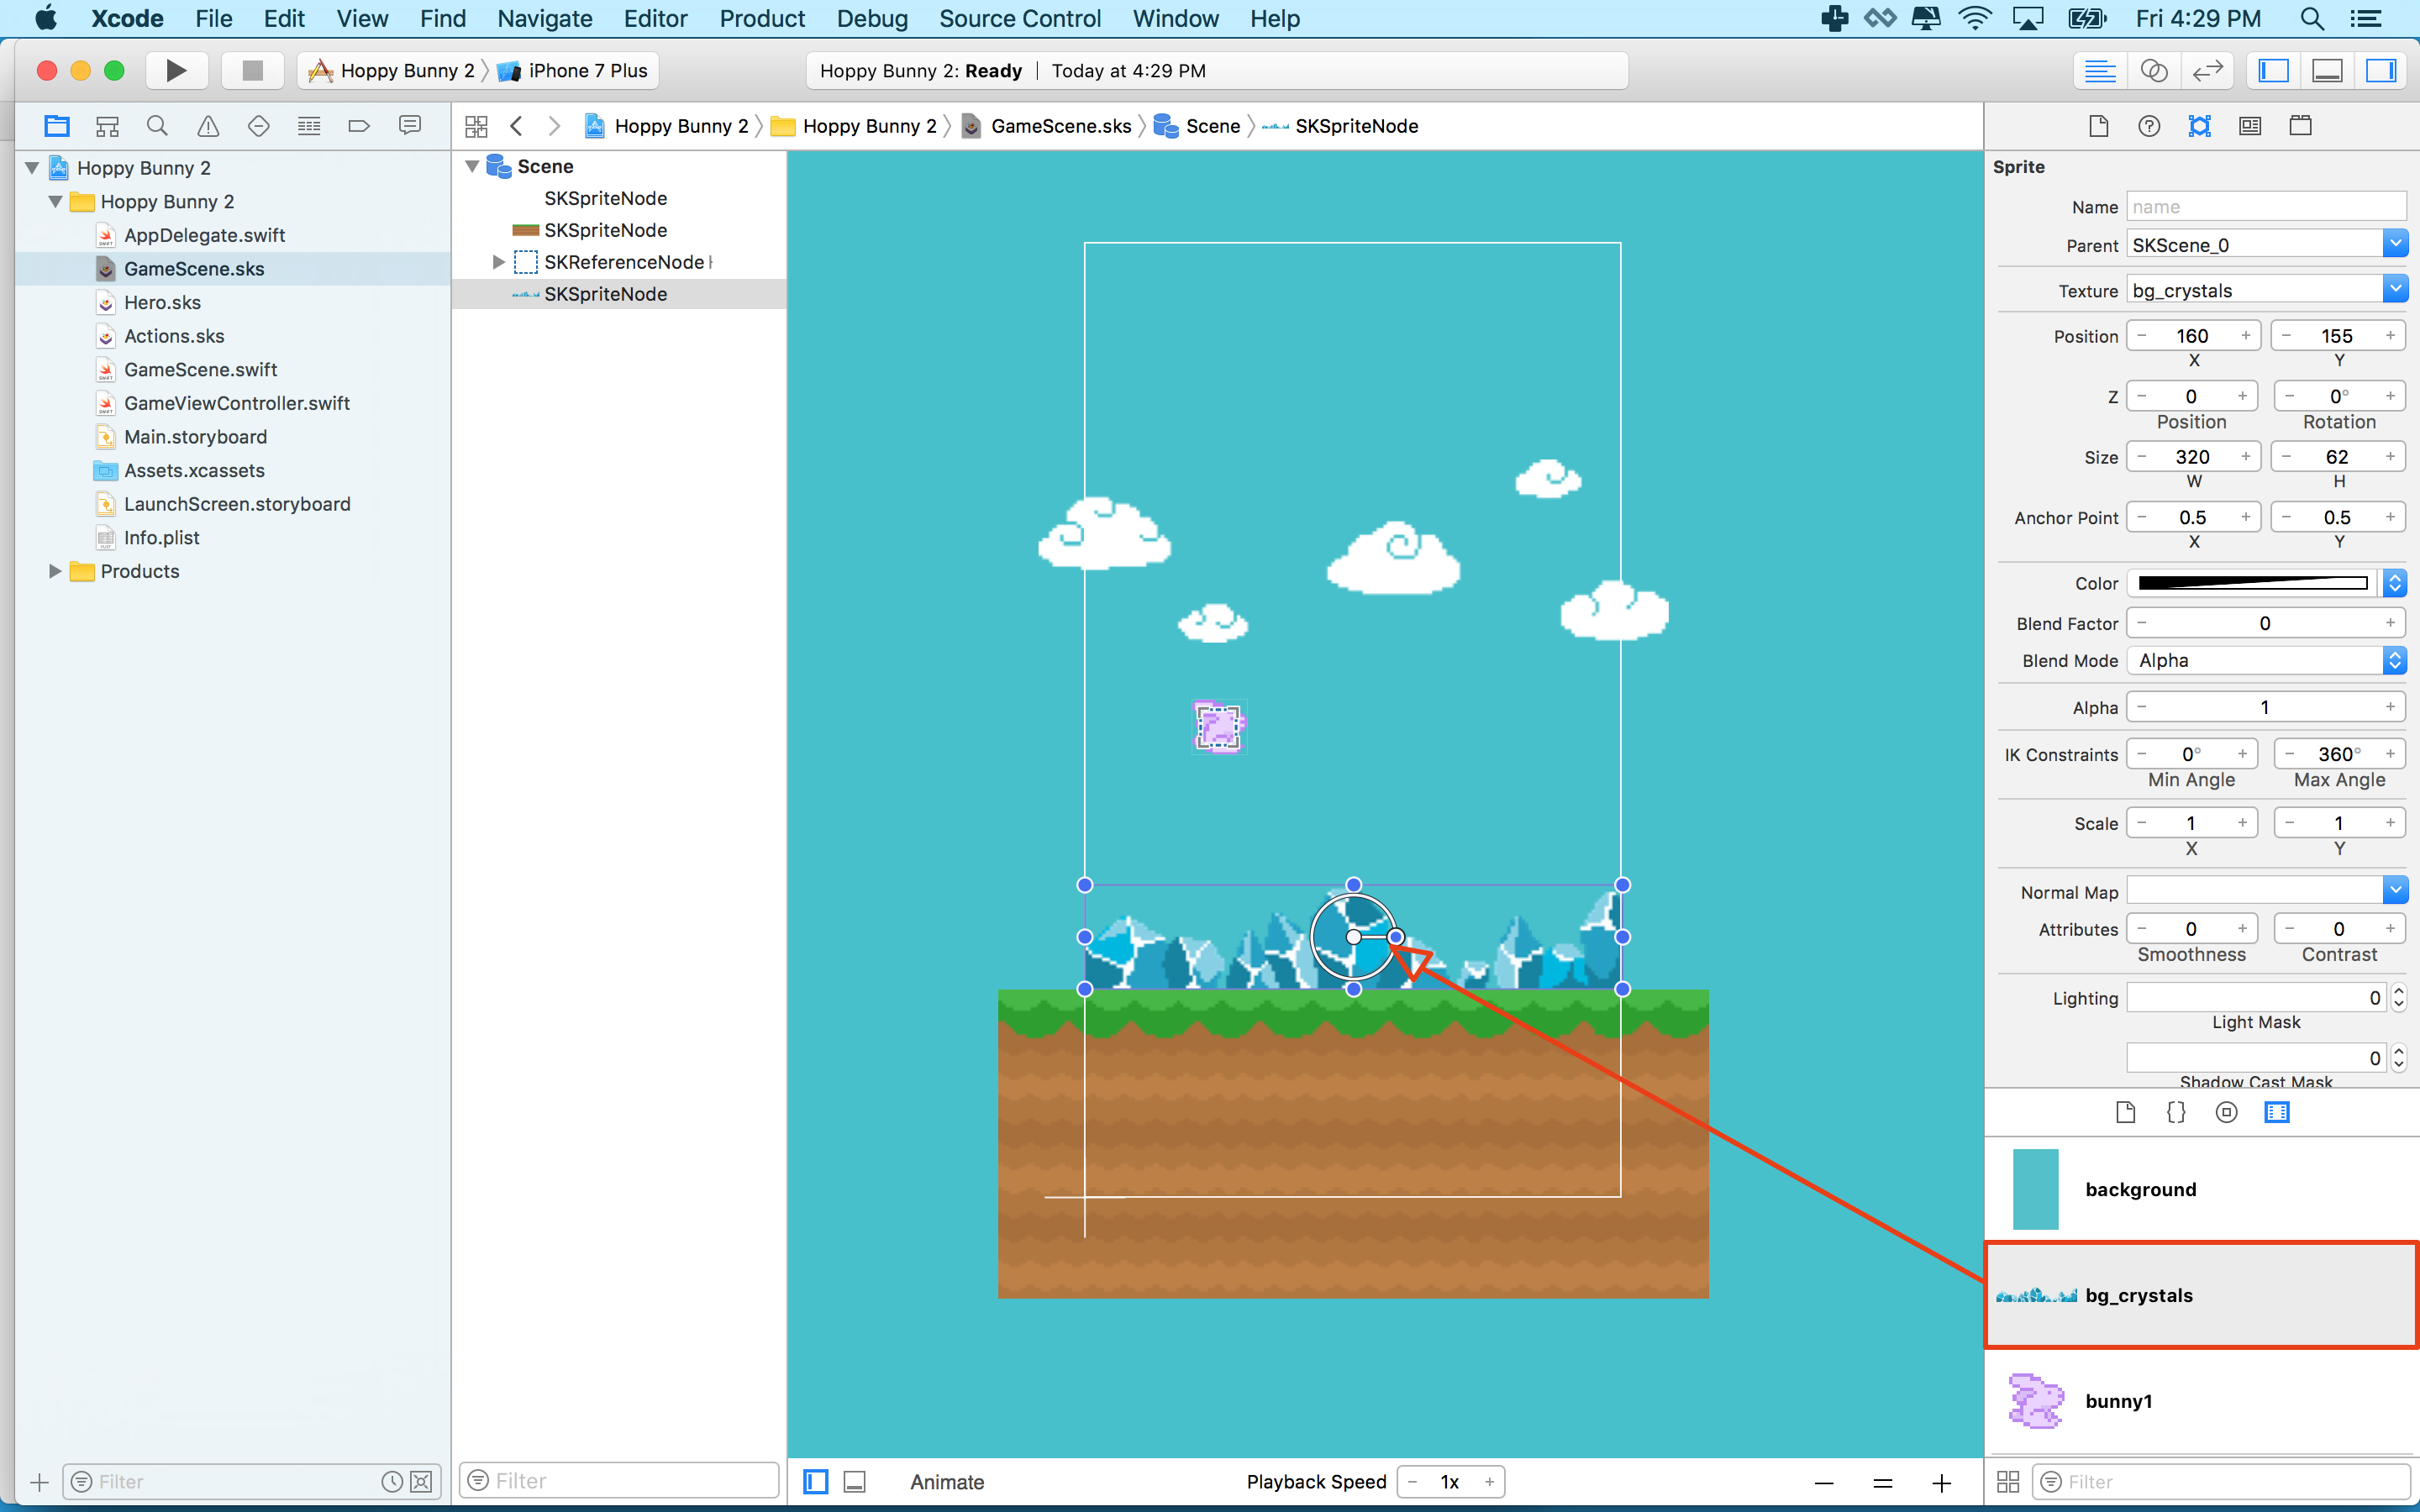 Xcode File Edit View Find Navigate Editor Product Debug Source Control Window Help Fri 4:29 PM
Hoppy Bunny 2 iPhone 7 Plus Hoppy Bunny 2: Ready | Today at 4:29 PM
Hoppy Bunny 2 Hoppy Bunny 2 GameScene.sks Scene SKSpriteNode
Hoppy Bunny 2
Hoppy Bunny 2
AppDelegate.swift
GameScene.sks
Hero.sks
Actions.sks
GameScene.swift
GameViewController.swift
Main.storyboard
Assets.xcassets
LaunchScreen.storyboard
Info.plist
Products
Filter
Scene
SKSpriteNode
SKSpriteNode
SKReferenceNode
SKSpriteNode
Filter
Animate
Playback Speed − 1x +
Sprite
Name name
Parent SKScene_0
Texture bg_crystals
Position − 160 + − 155 +
X Y
Z − 0 + − 0° +
Position Rotation
Size − 320 + − 62 +
W H
Anchor Point − 0.5 + − 0.5 +
X Y
Color
Blend Factor − 0 +
Blend Mode Alpha
Alpha − 1 +
IK Constraints − 0° + − 360° +
Min Angle Max Angle
Scale − 1 + − 1 +
X Y
Normal Map
Attributes − 0 + − 0 +
Smoothness Contrast
Lighting 0
Light Mask
0
Shadow Cast Mask
{}
background
bg_crystals
bunny1
Filter